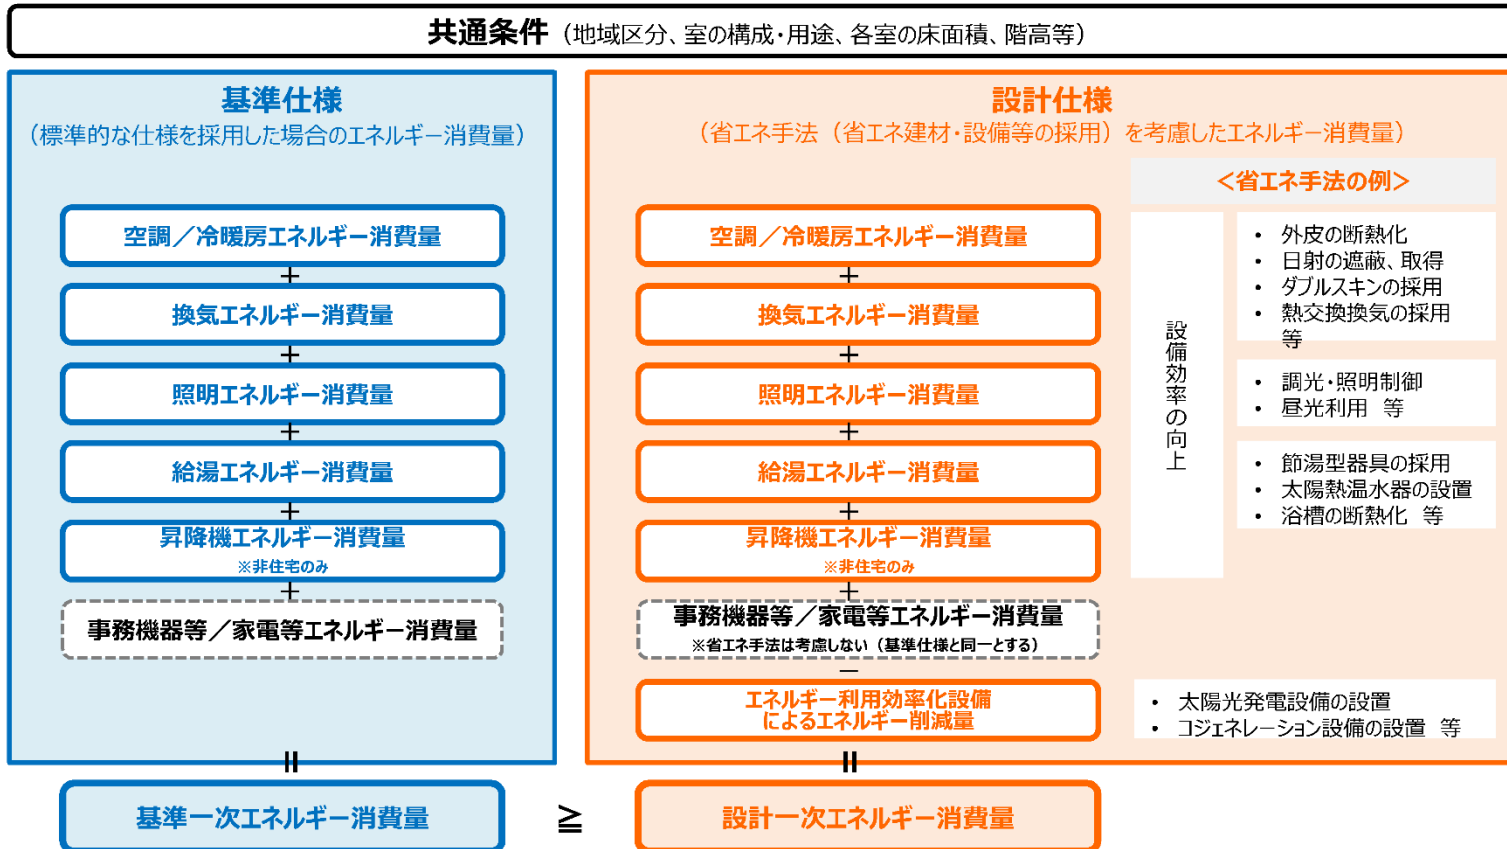 共通条件（地域区分、室の構成・用途、各室の床面積、階高等）
基準仕様
（標準的な仕様を採用した場合のエネルギー消費量）
空調／冷暖房エネルギー消費量
＋
換気エネルギー消費量
＋
照明エネルギー消費量
＋
給湯エネルギー消費量
＋
昇降機エネルギー消費量
※非住宅のみ
＋
事務機器等／家電等エネルギー消費量
＝
基準一次エネルギー消費量
≧
設計仕様
（省エネ手法（省エネ建材・設備等の採用）を考慮したエネルギー消費量）
空調／冷暖房エネルギー消費量
＋
換気エネルギー消費量
＋
照明エネルギー消費量
＋
給湯エネルギー消費量
＋
昇降機エネルギー消費量
※非住宅のみ
＋
事務機器等／家電等エネルギー消費量
※省エネ手法は考慮しない（基準仕様と同一とする）
－
エネルギー利用効率化設備
によるエネルギー削減量
＝
設計一次エネルギー消費量
＜省エネ手法の例＞
設備効率の向上
• 外皮の断熱化
• 日射の遮蔽、取得
• ダブルスキンの採用
• 熱交換換気の採用
等
• 調光・照明制御
• 昼光利用 等
• 節湯型器具の採用
• 太陽熱温水器の設置
• 浴槽の断熱化 等
• 太陽光発電設備の設置
• コジェネレーション設備の設置 等